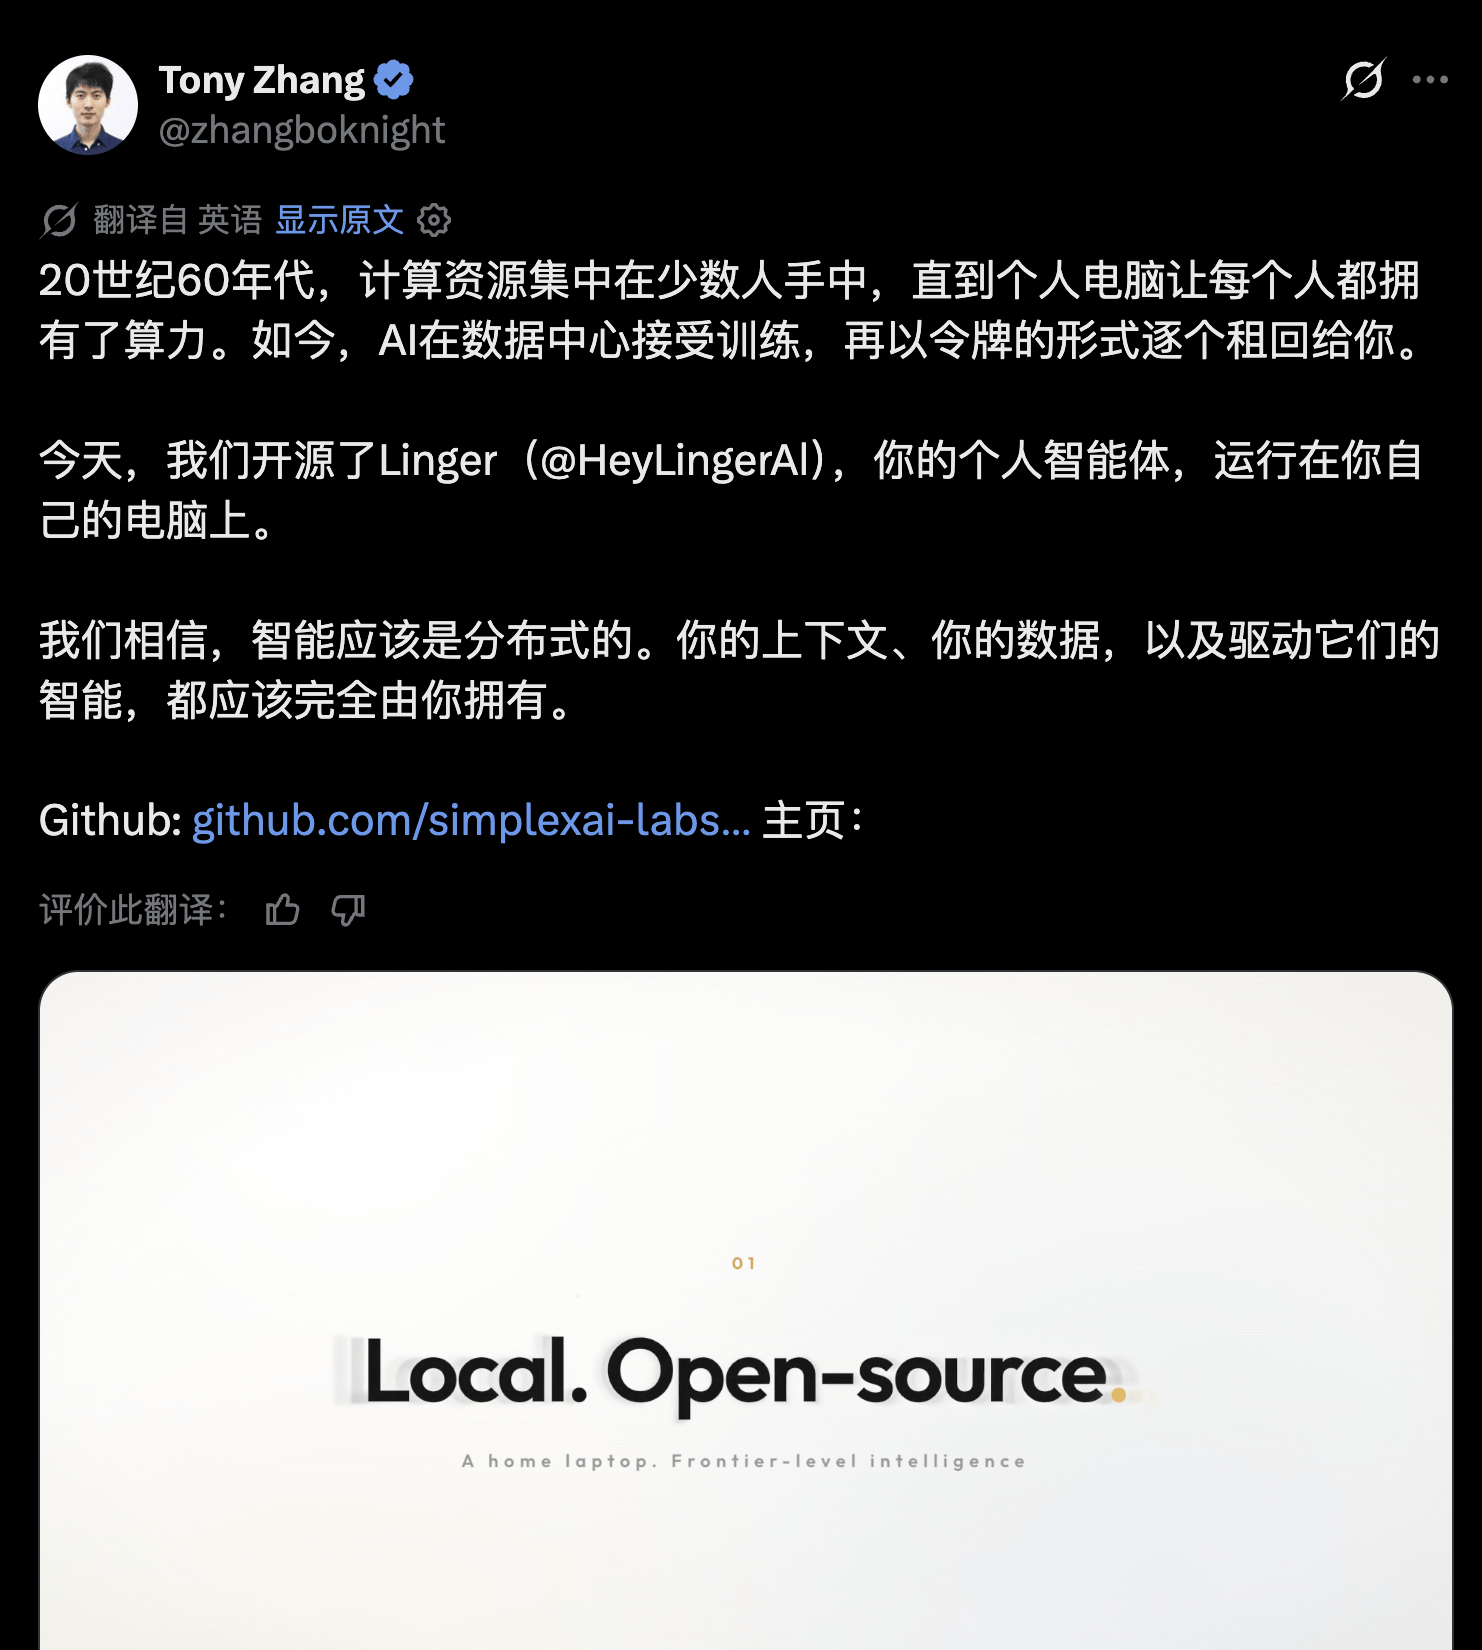 Tony Zhang
@zhangboknight
翻译自 英语 显示原文
20世纪60年代，计算资源集中在少数人手中，直到个人电脑让每个人都拥
有了算力。如今，AI在数据中心接受训练，再以令牌的形式逐个租回给你。
今天，我们开源了Linger（@HeyLingerAI），你的个人智能体，运行在你自
己的电脑上。
我们相信，智能应该是分布式的。你的上下文、你的数据，以及驱动它们的
智能，都应该完全由你拥有。
Github: github.com/simplexai-labs... 主页：
评价此翻译：
01
Local. Open-source.
A home laptop. Frontier-level intelligence